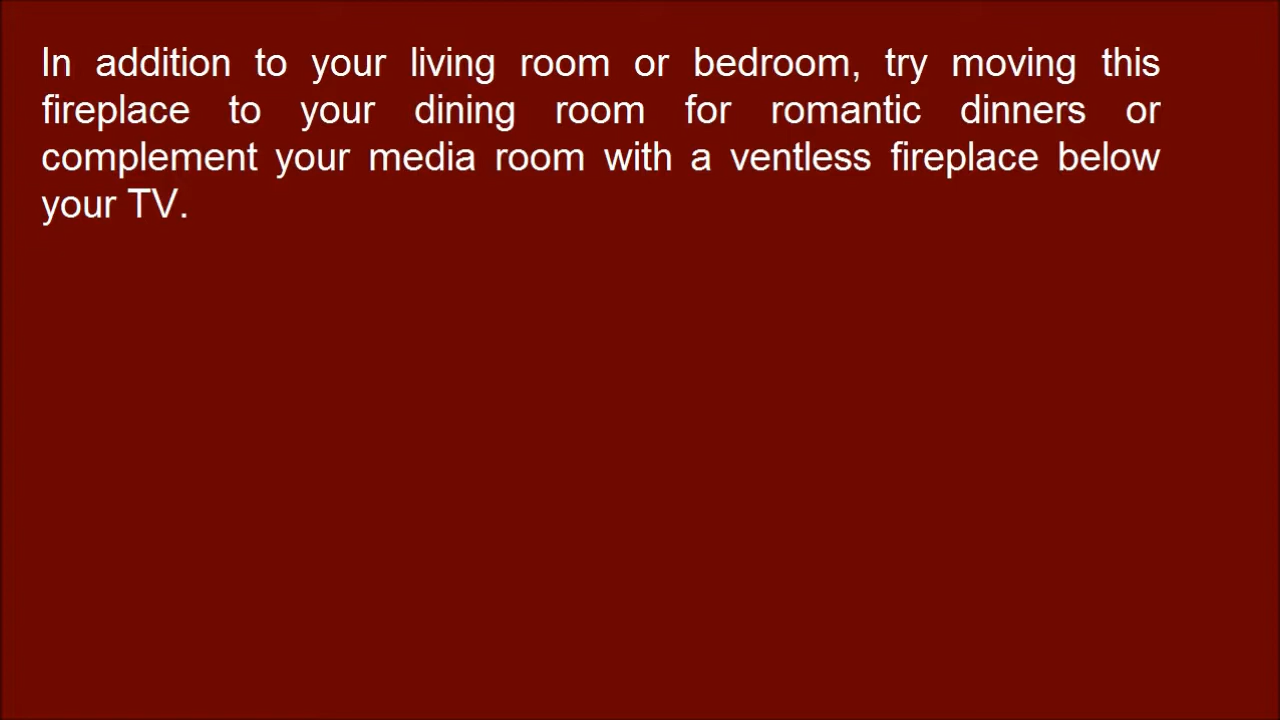 In addition to your living room or bedroom, try moving this
fireplace to your dining room for romantic dinners or
complement your media room with a ventless fireplace below
your TV.